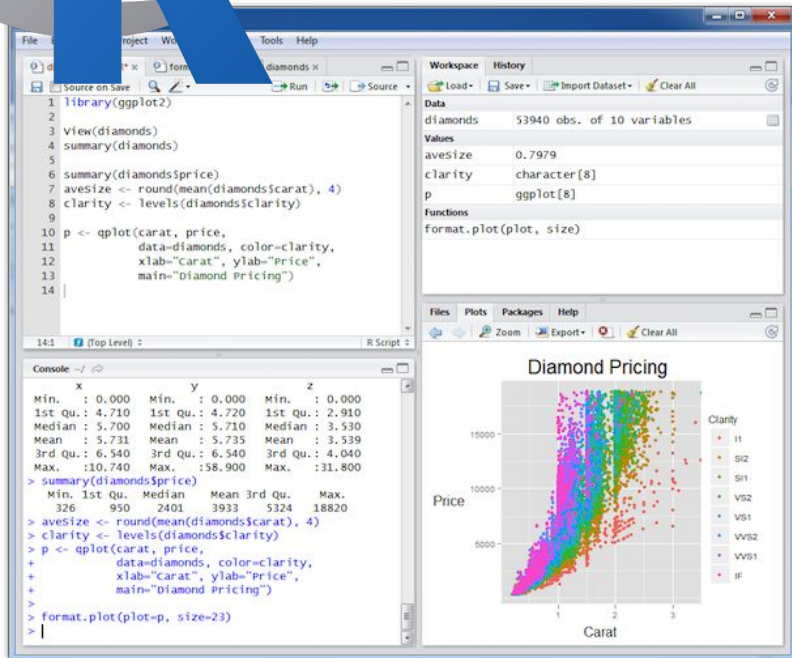 File
Project
Tools Help
diamonds
Source on Save
Run
Source
1 library(ggplot2)
2
3 View(diamonds)
4 summary(diamonds)
5
6 summary(diamonds$price)
7 aveSize <- round(mean(diamonds$carat), 4)
8 clarity <- levels(diamonds$clarity)
9
10 p <- qplot(carat, price,
11 data=diamonds, color=clarity,
12 xlab="Carat", ylab="Price",
13 main="Diamond Pricing")
14
14:1 (Top Level) R Script
Console ~/
x y z
Min. : 0.000 Min. : 0.000 Min. : 0.000
1st Qu.: 4.710 1st Qu.: 4.720 1st Qu.: 2.910
Median : 5.700 Median : 5.710 Median : 3.530
Mean : 5.731 Mean : 5.735 Mean : 3.539
3rd Qu.: 6.540 3rd Qu.: 6.540 3rd Qu.: 4.040
Max. :10.740 Max. :58.900 Max. :31.800
> summary(diamonds$price)
Min. 1st Qu. Median Mean 3rd Qu. Max.
326 950 2401 3933 5324 18820
> aveSize <- round(mean(diamonds$carat), 4)
> clarity <- levels(diamonds$clarity)
> p <- qplot(carat, price,
+ data=diamonds, color=clarity,
+ xlab="Carat", ylab="Price",
+ main="Diamond Pricing")
>
> format.plot(plot=p, size=23)
>
Workspace History
Load Save Import Dataset Clear All
Data
diamonds 53940 obs. of 10 variables
Values
aveSize 0.7979
clarity character[8]
p ggplot[8]
Functions
format.plot(plot, size)
Files Plots Packages Help
Zoom Export Clear All
Diamond Pricing
Price
15000
10000
5000
1 2 3
Carat
Clarity
I1
SI2
SI1
VS2
VS1
VVS2
VVS1
IF